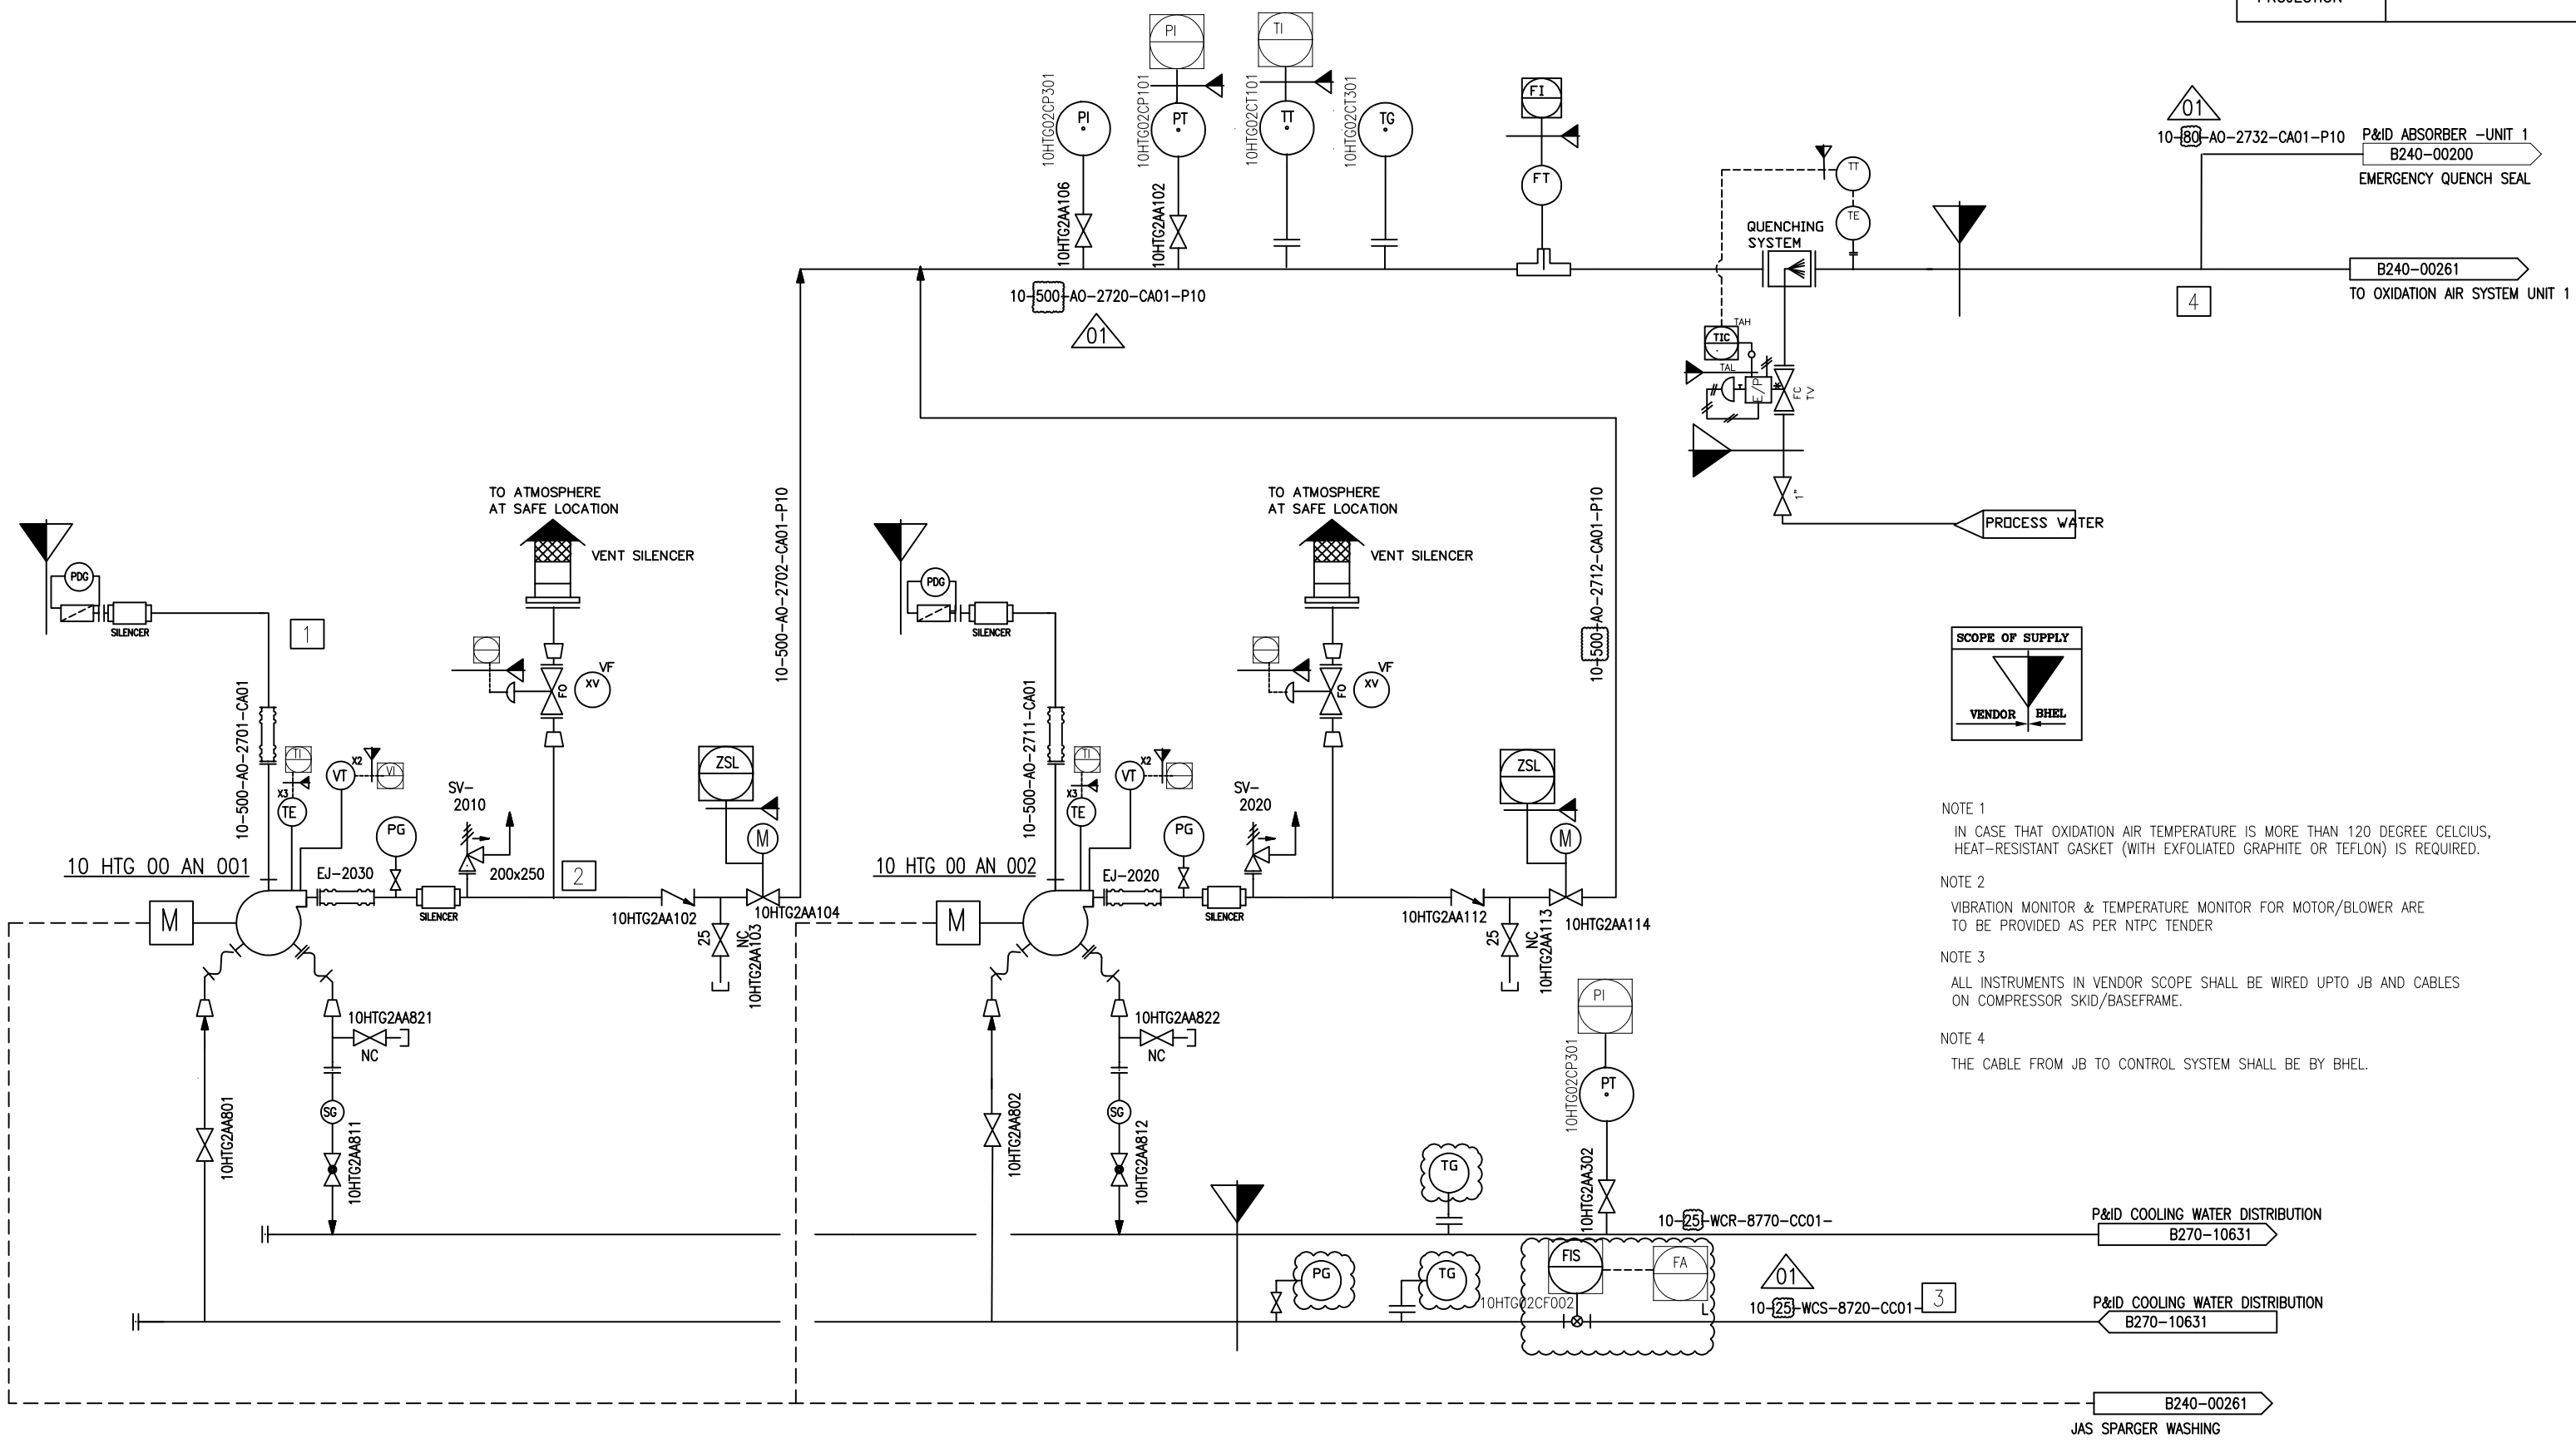 PROJECTION
PI
TI
10HTG02CP301
PI
10HTG02CP101
PT
10HTG02CT101
TT
10HTG02CT301
TG
FI
FT
10HTG2AA106
10HTG2AA102
10-500-AO-2720-CA01-P10
01
TT
TE
QUENCHING
SYSTEM
01
10-80-AO-2732-CA01-P10
P&ID ABSORBER -UNIT 1
B240-00200
EMERGENCY QUENCH SEAL
B240-00261
TO OXIDATION AIR SYSTEM UNIT 1
4
TAH
TIC
TAL
E/P
FC
TV
1"
PROCESS WATER
TO ATMOSPHERE
AT SAFE LOCATION
VENT SILENCER
10-500-AO-2702-CA01-P10
TO ATMOSPHERE
AT SAFE LOCATION
VENT SILENCER
10-500-AO-2712-CA01-P10
PDG
SILENCER
1
PDG
SILENCER
VF
XV
FO
VF
XV
FO
SCOPE OF SUPPLY
VENDOR
BHEL
10-500-AO-2701-CA01
TI
X3
TE
VT
X2
VI
PG
SV-
2010
200x250
2
ZSL
M
10 HTG 00 AN 001
EJ-2030
M
SILENCER
10HTG2AA102
10HTG2AA104
25
NC
10HTG2AA103
10-500-AO-2711-CA01
TI
X3
TE
VT
X2
PG
SV-
2020
ZSL
M
10 HTG 00 AN 002
EJ-2020
M
SILENCER
10HTG2AA112
10HTG2AA114
25
NC
10HTG2AA113
NOTE 1
IN CASE THAT OXIDATION AIR TEMPERATURE IS MORE THAN 120 DEGREE CELCIUS,
HEAT-RESISTANT GASKET (WITH EXFOLIATED GRAPHITE OR TEFLON) IS REQUIRED.
NOTE 2
VIBRATION MONITOR & TEMPERATURE MONITOR FOR MOTOR/BLOWER ARE
TO BE PROVIDED AS PER NTPC TENDER
NOTE 3
ALL INSTRUMENTS IN VENDOR SCOPE SHALL BE WIRED UPTO JB AND CABLES
ON COMPRESSOR SKID/BASEFRAME.
NOTE 4
THE CABLE FROM JB TO CONTROL SYSTEM SHALL BE BY BHEL.
10HTG2AA821
NC
SG
10HTG2AA801
10HTG2AA811
10HTG2AA822
NC
SG
10HTG2AA802
10HTG2AA812
PI
10HTG02CP301
PT
10HTG2AA302
TG
10-25-WCR-8770-CC01-
P&ID COOLING WATER DISTRIBUTION
B270-10631
PG
TG
FIS
FA
L
10HTG02CF002
01
10-25-WCS-8720-CC01-
3
P&ID COOLING WATER DISTRIBUTION
B270-10631
B240-00261
JAS SPARGER WASHING